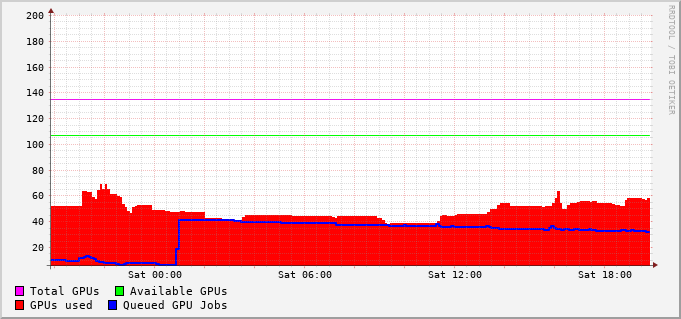 RRDTOOL / TOBI OETIKER
200
180
160
140
120
100
80
60
40
20
Sat 00:00 Sat 06:00 Sat 12:00 Sat 18:00
Total GPUs Available GPUs
GPUs used Queued GPU Jobs